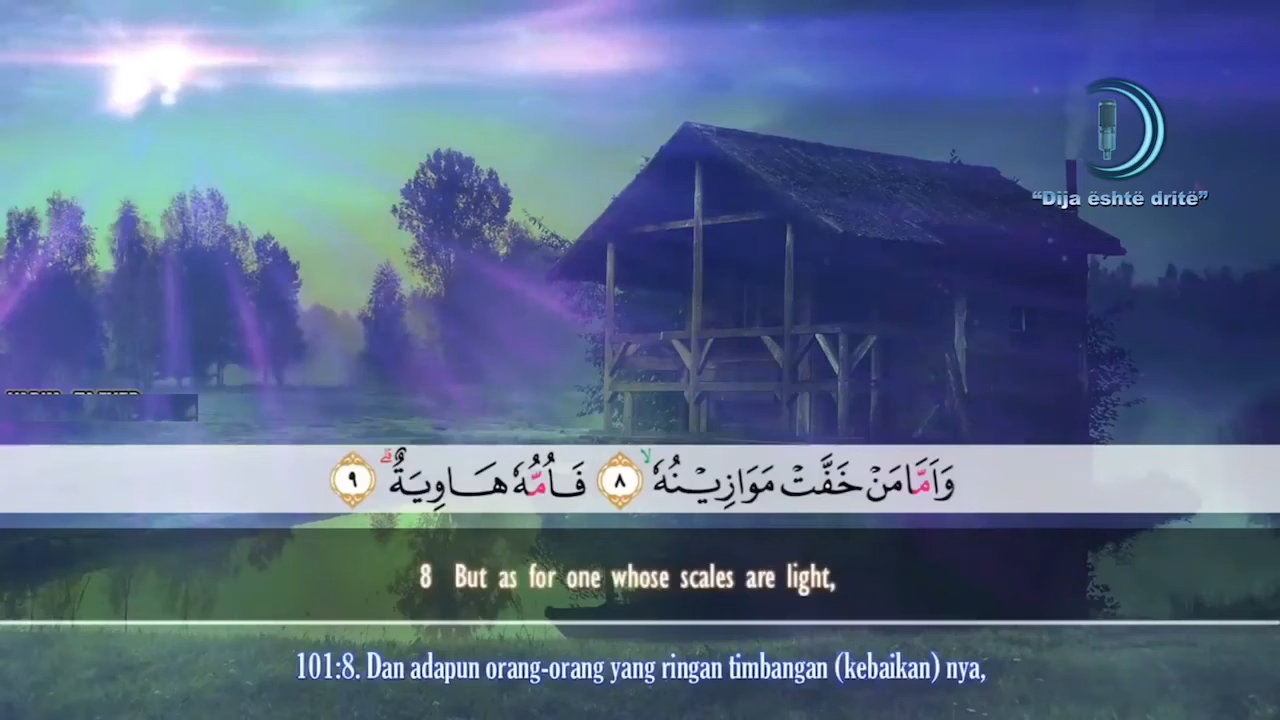 “Dija është dritë”
وَاَمَّا مَنْ خَفَّتْ مَوَازِيْنُهٗ ۙ ٨ فَاُمُّهٗ هَاوِيَةٌ ۗ ٩
8 But as for one whose scales are light,
101:8. Dan adapun orang-orang yang ringan timbangan (kebaikan) nya,